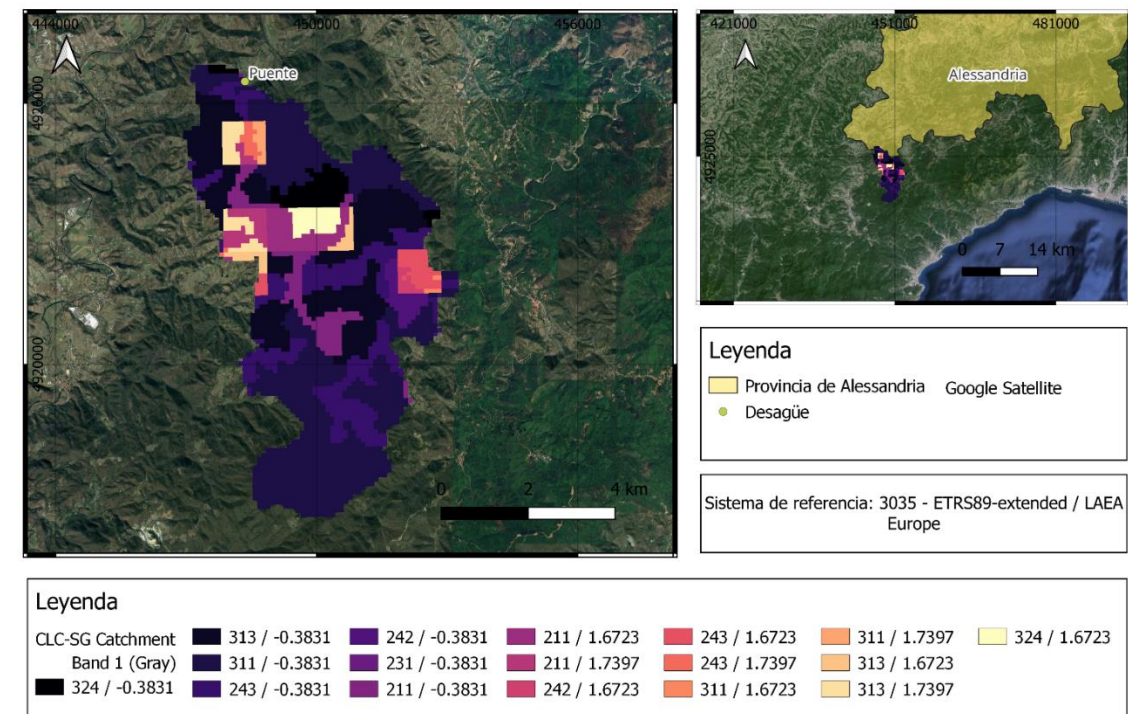 444000 450000 456000
Puente
4926000
4920000
0 2 4 km
421000 451000 481000
Alessandria
4925000
0 7 14 km
Leyenda
Provincia de Alessandria Google Satellite
Desagüe
Sistema de referencia: 3035 - ETRS89-extended / LAEA
Europe
Leyenda
CLC-SG Catchment
Band 1 (Gray)
324 / -0.3831
313 / -0.3831
311 / -0.3831
243 / -0.3831
242 / -0.3831
231 / -0.3831
211 / -0.3831
211 / 1.6723
211 / 1.7397
242 / 1.6723
243 / 1.6723
243 / 1.7397
311 / 1.6723
311 / 1.7397
313 / 1.6723
313 / 1.7397
324 / 1.6723